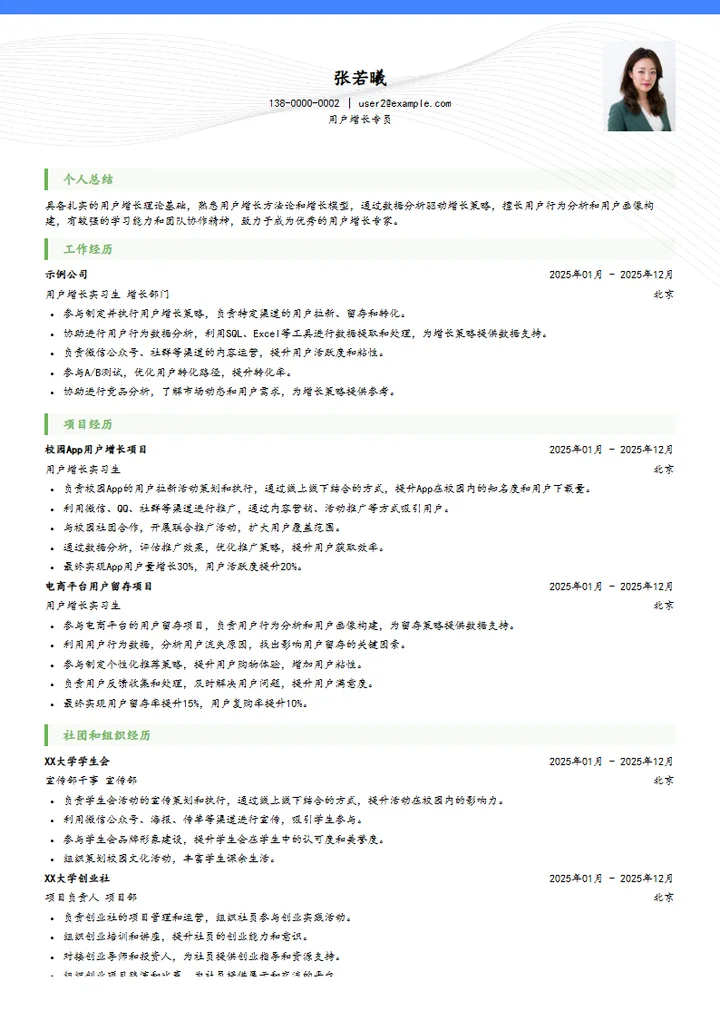 张若曦
138-0000-0002 | user2@example.com
用户增长专员
个人总结
具备扎实的用户增长理论基础，熟悉用户增长方法论和增长模型，通过数据分析驱动增长策略，擅长用户行为分析和用户画像构
建，有较强的学习能力和团队协作精神，致力于成为优秀的用户增长专家。
工作经历
示例公司 2025年01月 - 2025年12月
用户增长实习生 增长部门 北京
• 参与制定并执行用户增长策略，负责特定渠道的用户拉新、留存和转化。
• 协助进行用户行为数据分析，利用SQL、Excel等工具进行数据提取和处理，为增长策略提供数据支持。
• 负责微信公众号、社群等渠道的内容运营，提升用户活跃度和粘性。
• 参与A/B测试，优化用户转化路径，提升转化率。
• 协助进行竞品分析，了解市场动态和用户需求，为增长策略提供参考。
项目经历
校园App用户增长项目 2025年01月 - 2025年12月
用户增长实习生 北京
• 负责校园App的用户拉新活动策划和执行，通过线上线下结合的方式，提升App在校园内的知名度和用户下载量。
• 利用微信、QQ、社群等渠道进行推广，通过内容营销、活动推广等方式吸引用户。
• 与校园社团合作，开展联合推广活动，扩大用户覆盖范围。
• 通过数据分析，评估推广效果，优化推广策略，提升用户获取效率。
• 最终实现App用户量增长30%，用户活跃度提升20%。
电商平台用户留存项目 2025年01月 - 2025年12月
用户增长实习生 北京
• 参与电商平台的用户留存项目，负责用户行为分析和用户画像构建，为留存策略提供数据支持。
• 利用用户行为数据，分析用户流失原因，找出影响用户留存的关键因素。
• 参与制定个性化推荐策略，提升用户购物体验，增加用户粘性。
• 负责用户反馈收集和处理，及时解决用户问题，提升用户满意度。
• 最终实现用户留存率提升15%，用户复购率提升10%。
社团和组织经历
XX大学学生会 2025年01月 - 2025年12月
宣传部干事 宣传部 北京
• 负责学生会活动的宣传策划和执行，通过线上线下结合的方式，提升活动在校园内的影响力。
• 利用微信公众号、海报、传单等渠道进行宣传，吸引学生参与。
• 参与学生会品牌形象建设，提升学生会在学生中的认可度和美誉度。
• 组织策划校园文化活动，丰富学生课余生活。
XX大学创业社 2025年01月 - 2025年12月
项目负责人 项目部 北京
• 负责创业社的项目管理和运营，组织社员参与创业实践活动。
• 组织创业培训和讲座，提升社员的创业能力和意识。
• 对接创业导师和投资人，为社员提供创业指导和资源支持。